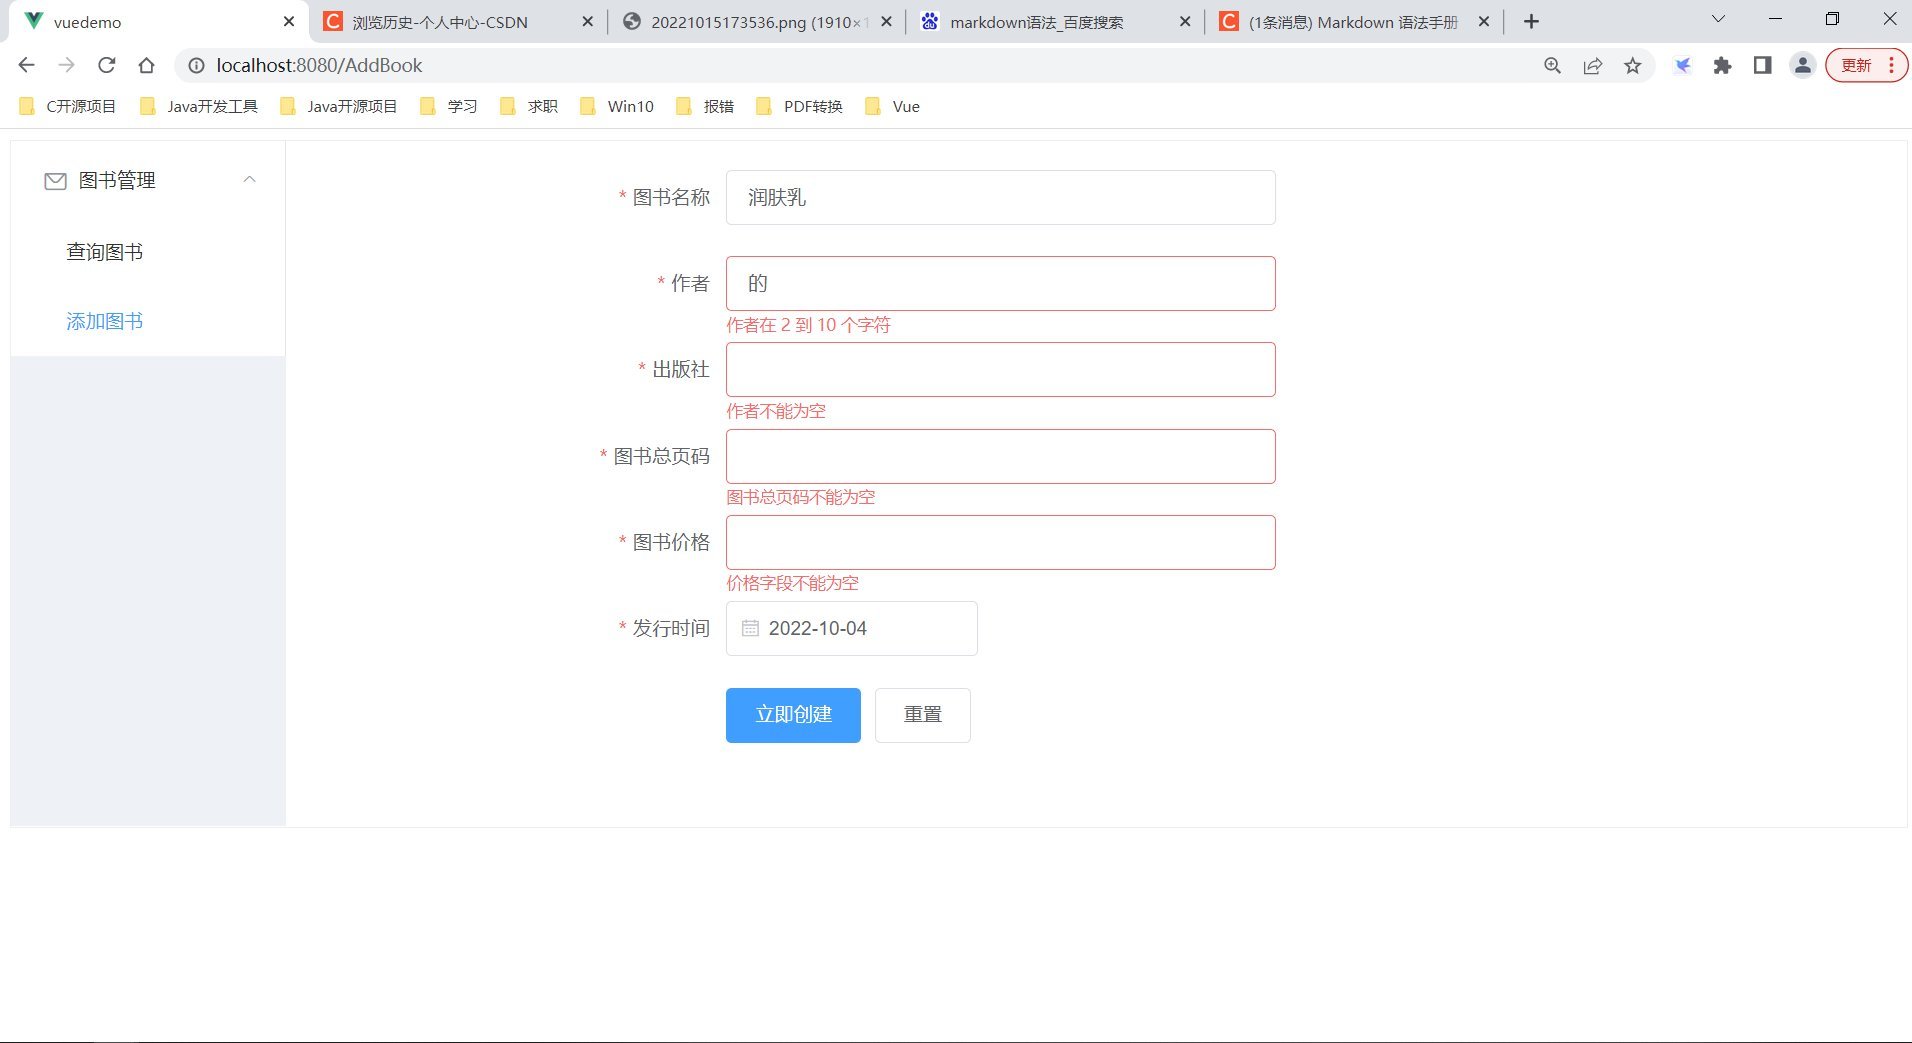 vuedemo
浏览历史-个人中心-CSDN
20221015173536.png (1910×1
markdown语法_百度搜索
(1条消息) Markdown 语法手册
localhost:8080/AddBook
更新
C开源项目
Java开发工具
Java开源项目
学习
求职
Win10
报错
PDF转换
Vue
图书管理
查询图书
添加图书
* 图书名称
润肤乳
* 作者
的
作者在 2 到 10 个字符
* 出版社
作者不能为空
* 图书总页码
图书总页码不能为空
* 图书价格
价格字段不能为空
* 发行时间
2022-10-04
立即创建
重置